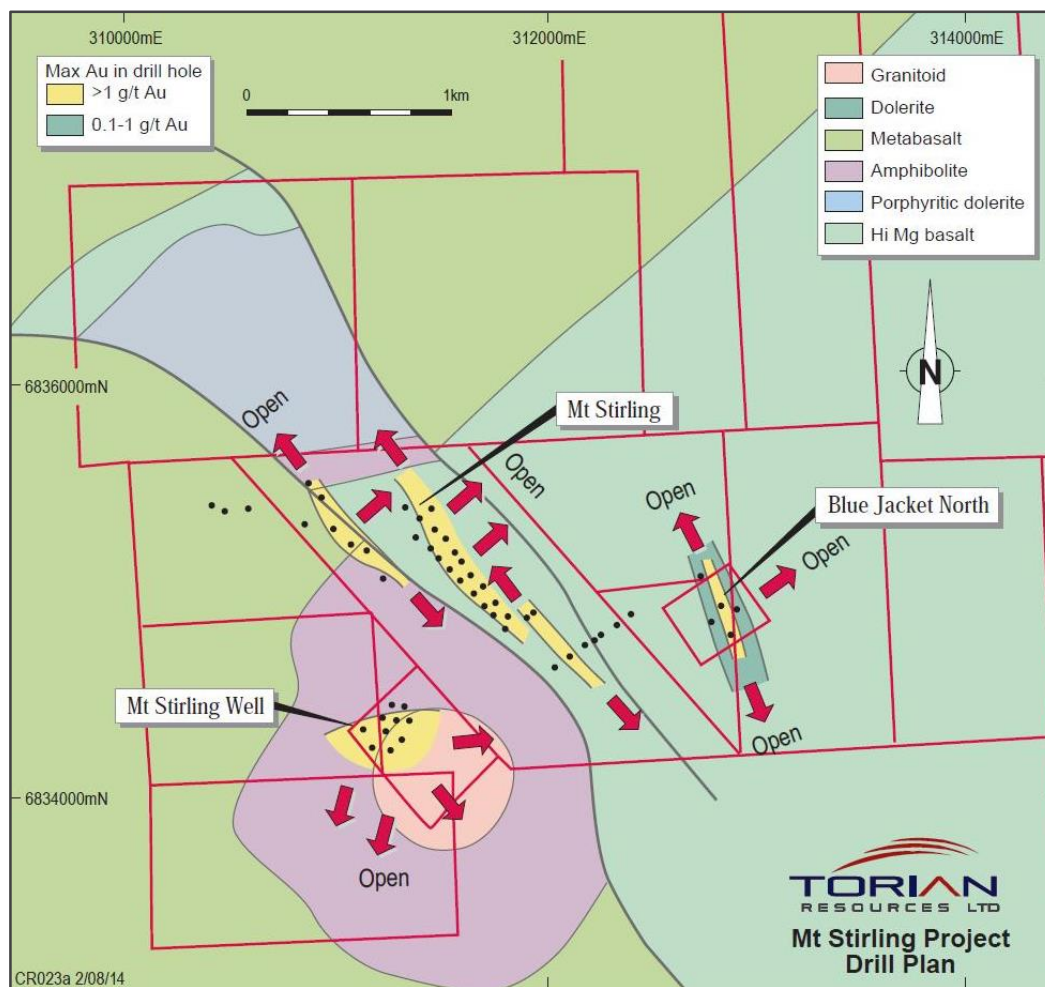 310000mE
312000mE
314000mE
Max Au in drill hole
>1 g/t Au
0.1-1 g/t Au
0
1km
Granitoid
Dolerite
Metabasalt
Amphibolite
Porphyritic dolerite
Hi Mg basalt
N
6836000mN
Open
Mt Stirling
Open
Open
Blue Jacket North
Open
Mt Stirling Well
Open
6834000mN
Open
TORIAN
RESOURCES LTD
Mt Stirling Project
Drill Plan
CR023a 2/08/14